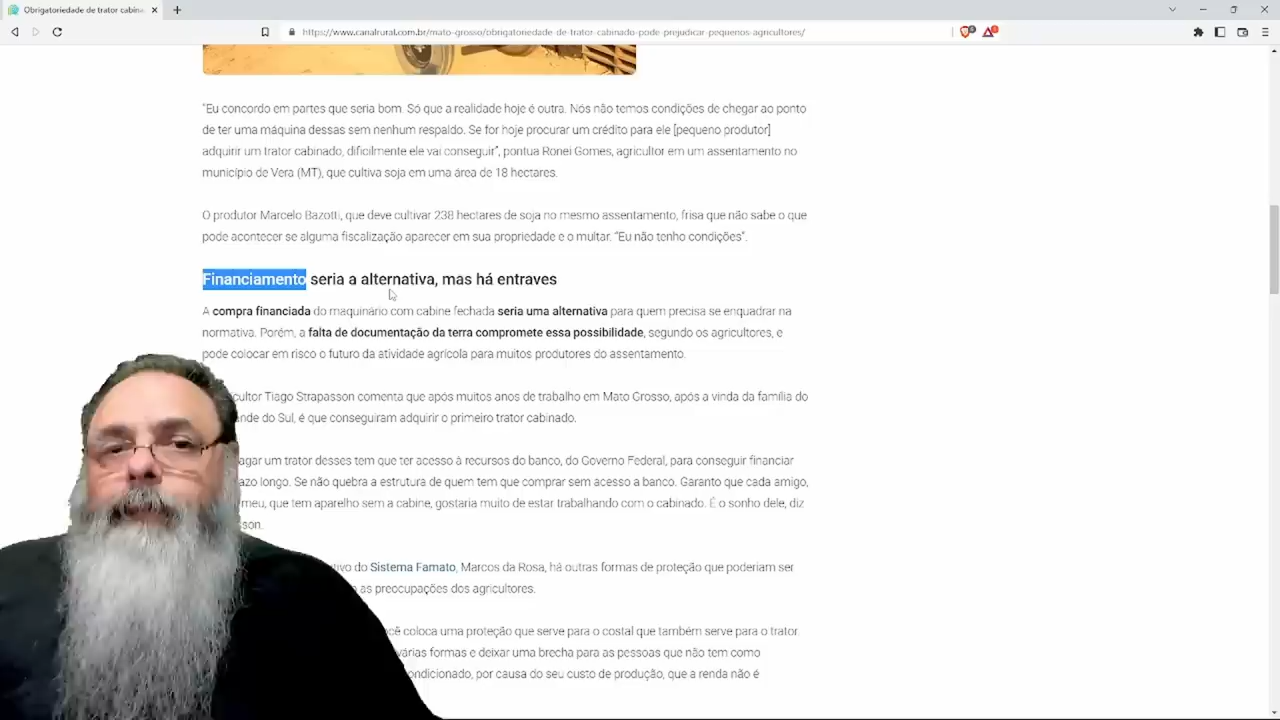 Obrigatoriedade de trator cabina
https://www.canalrural.com.br/mato-grosso/obrigatoriedade-de-trator-cabinado-pode-prejudicar-pequenos-agricultores/
"Eu concordo em partes que seria bom. Só que a realidade hoje é outra. Nós não temos condições de chegar ao ponto
de ter uma máquina dessas sem nenhum respaldo. Se for hoje procurar um crédito para ele [pequeno produtor]
adquirir um trator cabinado, dificilmente ele vai conseguir", pontua Ronei Gomes, agricultor em um assentamento no
município de Vera (MT), que cultiva soja em uma área de 18 hectares.
O produtor Marcelo Bazotti, que deve cultivar 238 hectares de soja no mesmo assentamento, frisa que não sabe o que
pode acontecer se alguma fiscalização aparecer em sua propriedade e o multar. "Eu não tenho condições".
Financiamento seria a alternativa, mas há entraves
A compra financiada do maquinário com cabine fechada seria uma alternativa para quem precisa se enquadrar na
normativa. Porém, a falta de documentação da terra compromete essa possibilidade, segundo os agricultores, e
pode colocar em risco o futuro da atividade agrícola para muitos produtores do assentamento.
cultor Tiago Strapasson comenta que após muitos anos de trabalho em Mato Grosso, após a vinda da família do
ande do Sul, é que conseguiram adquirir o primeiro trator cabinado.
agar um trator desses tem que ter acesso à recursos do banco, do Governo Federal, para conseguir financiar
azo longo. Se não quebra a estrutura de quem tem que comprar sem acesso a banco. Garanto que cada amigo,
meu, que tem aparelho sem a cabine, gostaria muito de estar trabalhando com o cabinado. É o sonho dele, diz
sson.
tivo do Sistema Famato, Marcos da Rosa, há outras formas de proteção que poderiam ser
as preocupações dos agricultores.
cê coloca uma proteção que serve para o costal que também serve para o trator
várias formas e deixar uma brecha para as pessoas que não tem como
ondicionado, por causa do seu custo de produção, que a renda não é